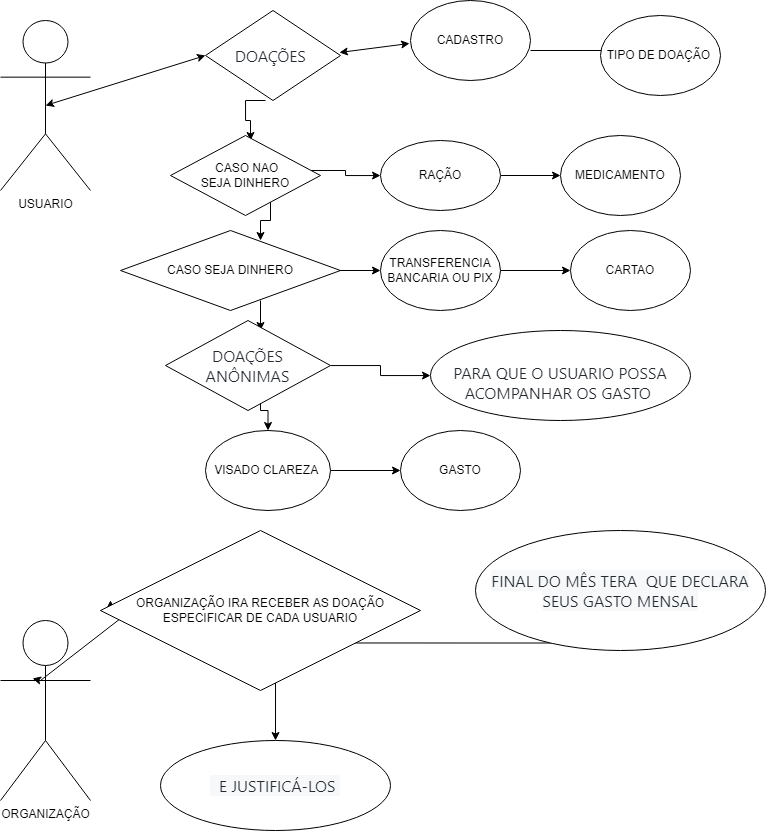 DOAÇÕES
CADASTRO
TIPO DE DOAÇÃO
USUARIO
CASO NAO
SEJA DINHERO
RAÇÃO
MEDICAMENTO
CASO SEJA DINHERO
TRANSFERENCIA
BANCARIA OU PIX
CARTAO
DOAÇÕES
ANÔNIMAS
PARA QUE O USUARIO POSSA
ACOMPANHAR OS GASTO
VISADO CLAREZA
GASTO
ORGANIZAÇÃO IRA RECEBER AS DOAÇÃO
ESPECIFICAR DE CADA USUARIO
FINAL DO MÊS TERA QUE DECLARA
SEUS GASTO MENSAL
E JUSTIFICÁ-LOS
ORGANIZAÇÃO